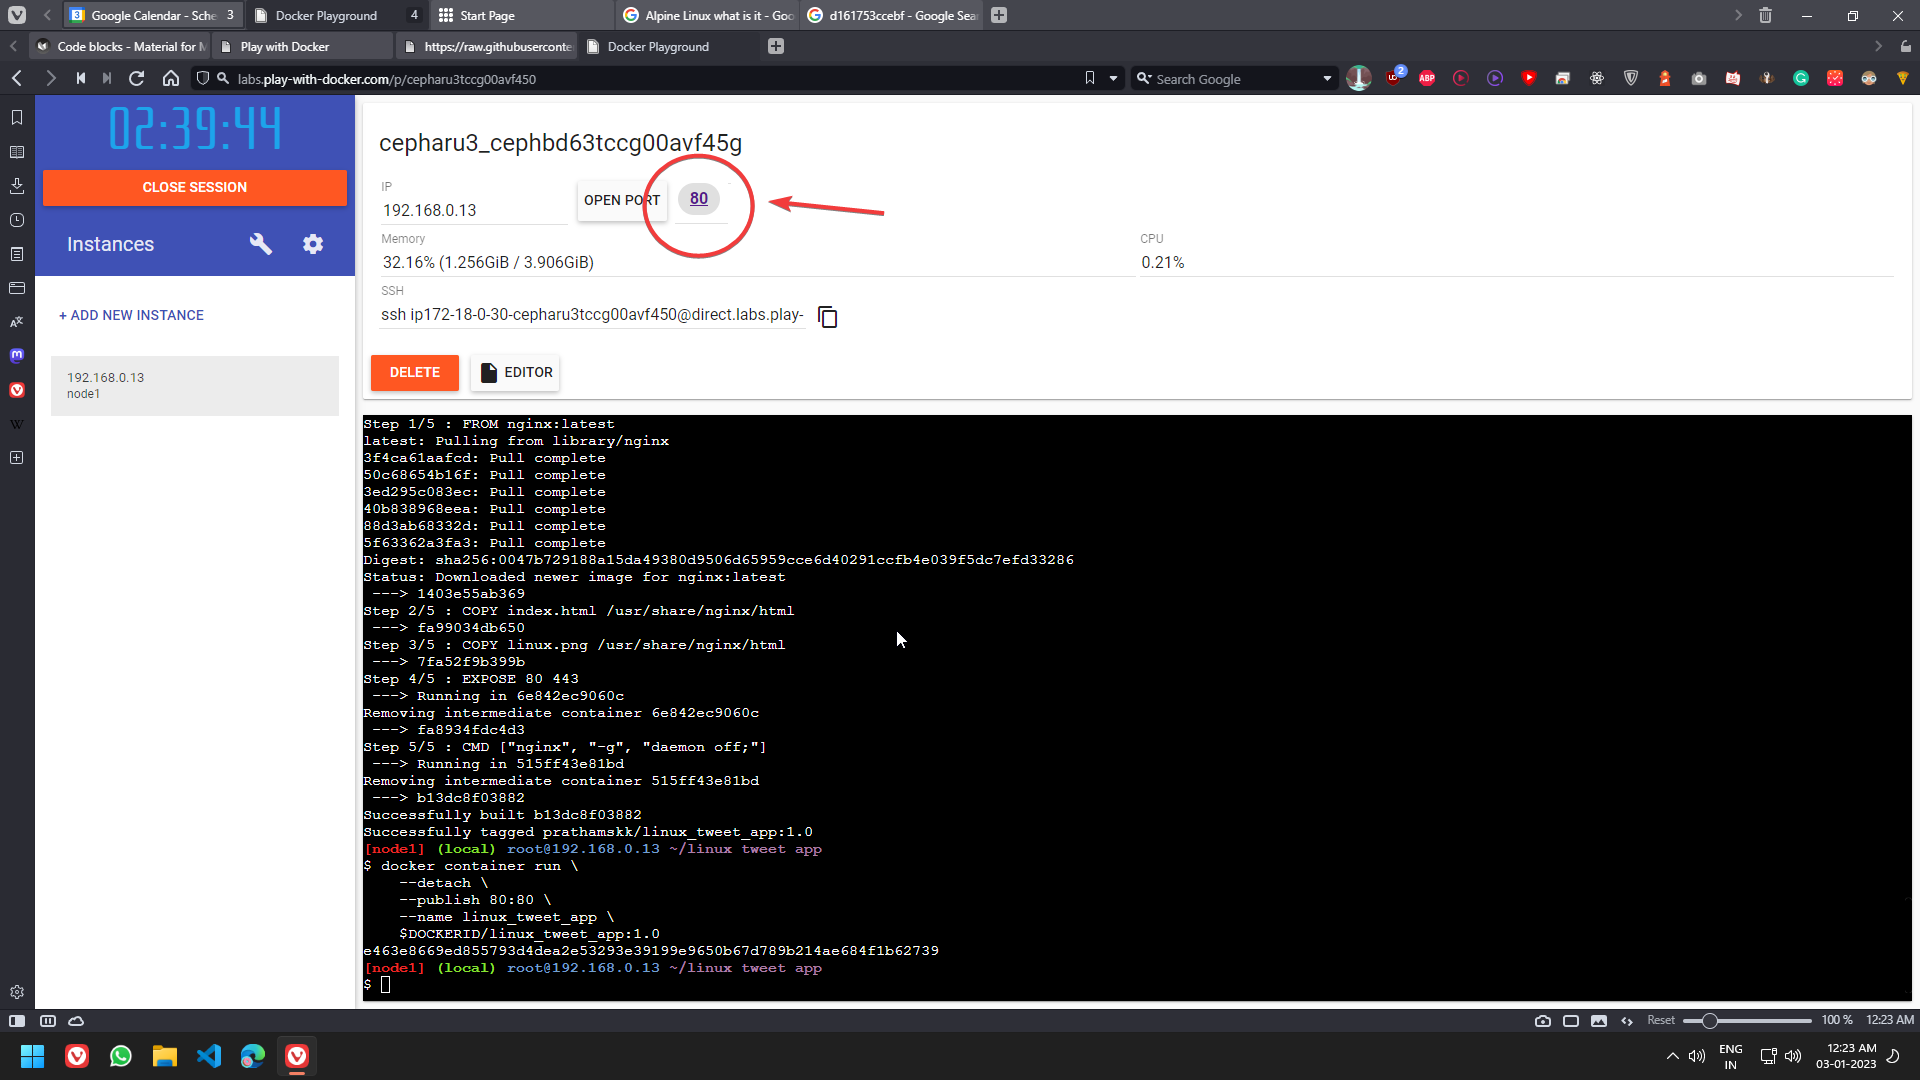 Google Calendar - Sche 3
Docker Playground 4
Start Page
Alpine Linux what is it - Goo
d161753ccebf - Google Sea
Code blocks - Material for M
Play with Docker
https://raw.githubuserconte
Docker Playground
labs.play-with-docker.com/p/cepharu3tccg00avf450
Search Google
2
ABP
02:39:44
CLOSE SESSION
Instances
+ ADD NEW INSTANCE
192.168.0.13
node1
cepharu3_cephbd63tccg00avf45g
IP
192.168.0.13
OPEN PORT
80
Memory
32.16% (1.256GiB / 3.906GiB)
CPU
0.21%
SSH
ssh ip172-18-0-30-cepharu3tccg00avf450@direct.labs.play-
DELETE
EDITOR
Step 1/5 : FROM nginx:latest
latest: Pulling from library/nginx
3f4ca61aafcd: Pull complete
50c68654b16f: Pull complete
3ed295c083ec: Pull complete
40b838968eea: Pull complete
88d3ab68332d: Pull complete
5f63362a3fa3: Pull complete
Digest: sha256:0047b729188a15da49380d9506d65959cce6d40291ccfb4e039f5dc7efd33286
Status: Downloaded newer image for nginx:latest
---> 1403e55ab369
Step 2/5 : COPY index.html /usr/share/nginx/html
---> fa99034db650
Step 3/5 : COPY linux.png /usr/share/nginx/html
---> 7fa52f9b399b
Step 4/5 : EXPOSE 80 443
---> Running in 6e842ec9060c
Removing intermediate container 6e842ec9060c
---> fa8934fdc4d3
Step 5/5 : CMD ["nginx", "-g", "daemon off;"]
---> Running in 515ff43e81bd
Removing intermediate container 515ff43e81bd
---> b13dc8f03882
Successfully built b13dc8f03882
Successfully tagged prathamskk/linux_tweet_app:1.0
[node1] (local) root@192.168.0.13 ~/linux_tweet_app
$ docker container run \
--detach \
--publish 80:80 \
--name linux_tweet_app \
$DOCKERID/linux_tweet_app:1.0
e463e8669ed855793d4dea2e53293e39199e9650b67d789b214ae684f1b62739
[node1] (local) root@192.168.0.13 ~/linux_tweet_app
$
Reset
100 %
12:23 AM
ENG
IN
12:23 AM
03-01-2023